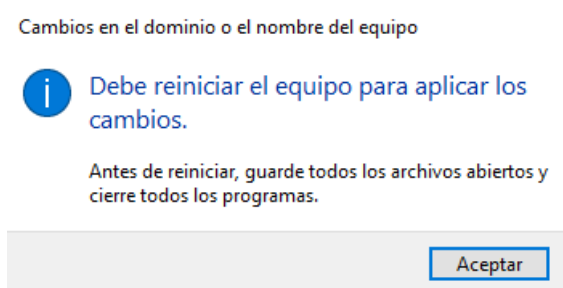 Cambios en el dominio o el nombre del equipo
Debe reiniciar el equipo para aplicar los
cambios.
Antes de reiniciar, guarde todos los archivos abiertos y
cierre todos los programas.
Aceptar